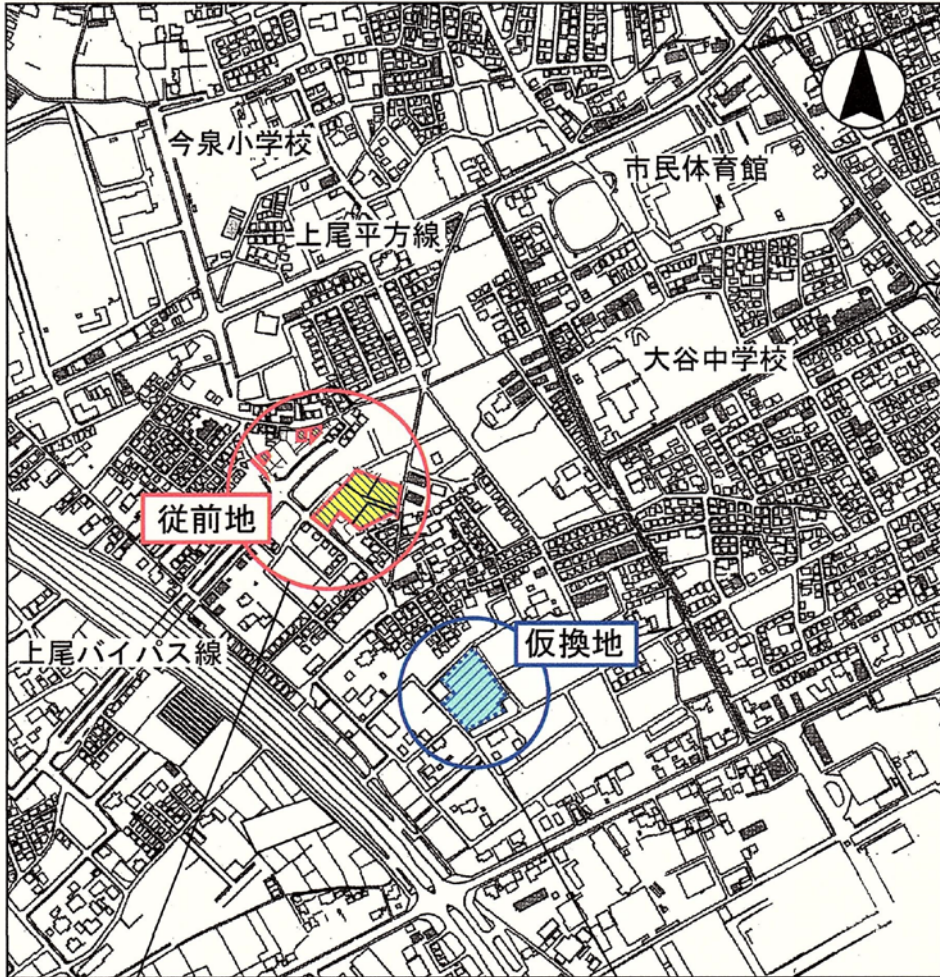 今泉小学校
市民体育館
上尾平方線
大谷中学校
従前地
仮換地
上尾バイパス線